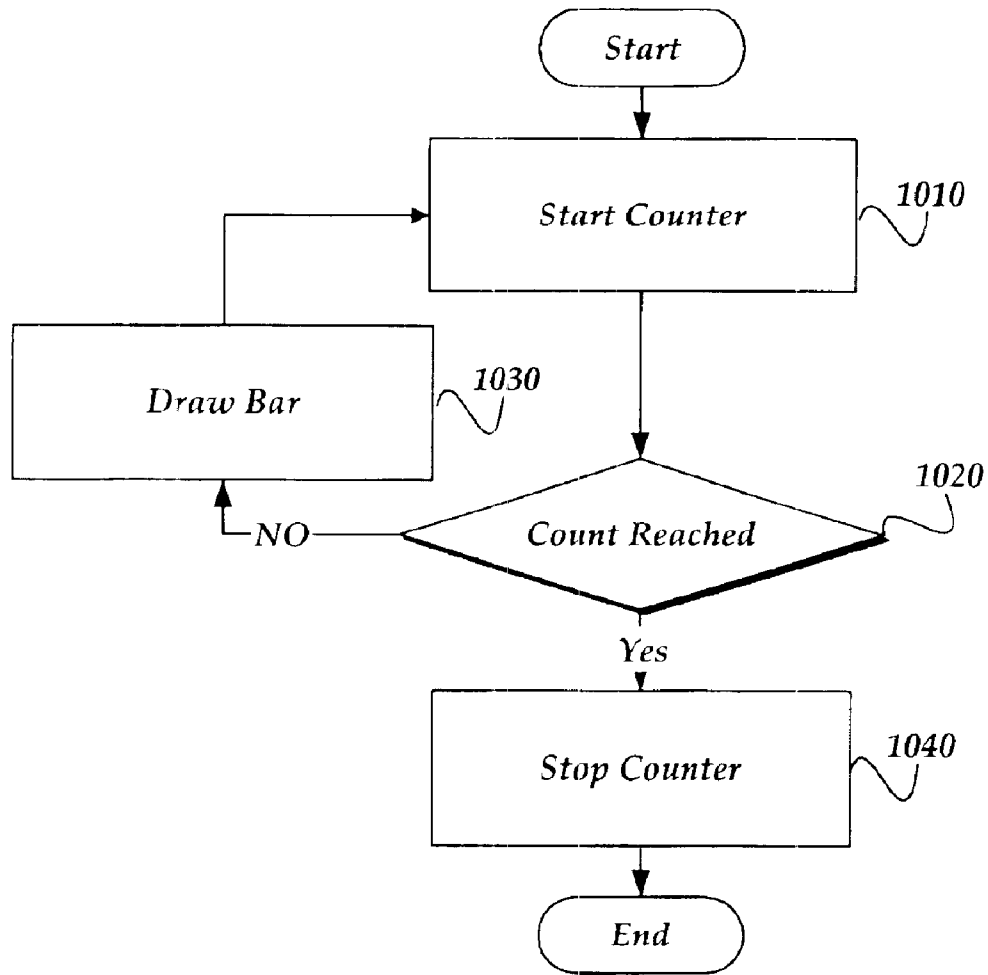 Start
Start Counter
1010
Draw Bar
1030
Count Reached
1020
NO
Yes
Stop Counter
1040
End